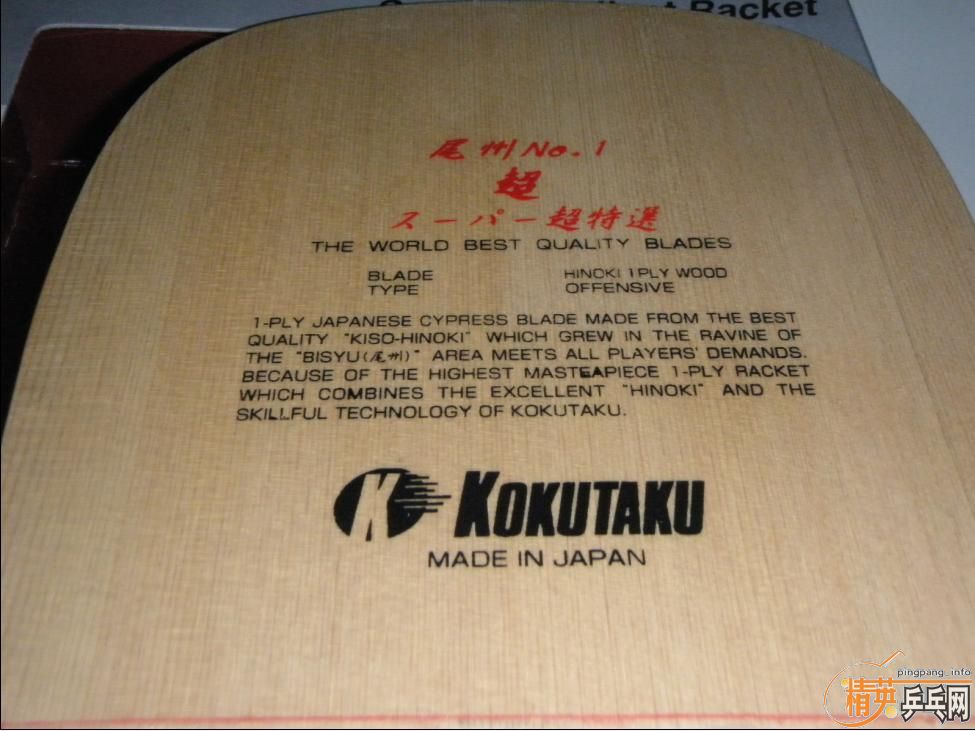 Racket
尾州No.1
超
スーパー超特選
THE WORLD BEST QUALITY BLADES
BLADE HINOKI 1PLY WOOD
TYPE OFFENSIVE
1-PLY JAPANESE CYPRESS BLADE MADE FROM THE BEST
QUALITY "KISO-HINOKI" WHICH GREW IN THE RAVINE OF
THE "BISYU(尾州)" AREA MEETS ALL PLAYERS' DEMANDS.
BECAUSE OF THE HIGHEST MASTEAPIECE 1-PLY RACKET
WHICH COMBINES THE EXCELLENT "HINOKI" AND THE
SKILLFUL TECHNOLOGY OF KOKUTAKU.
KOKUTAKU
MADE IN JAPAN
pingpang_info
精英乒乓网